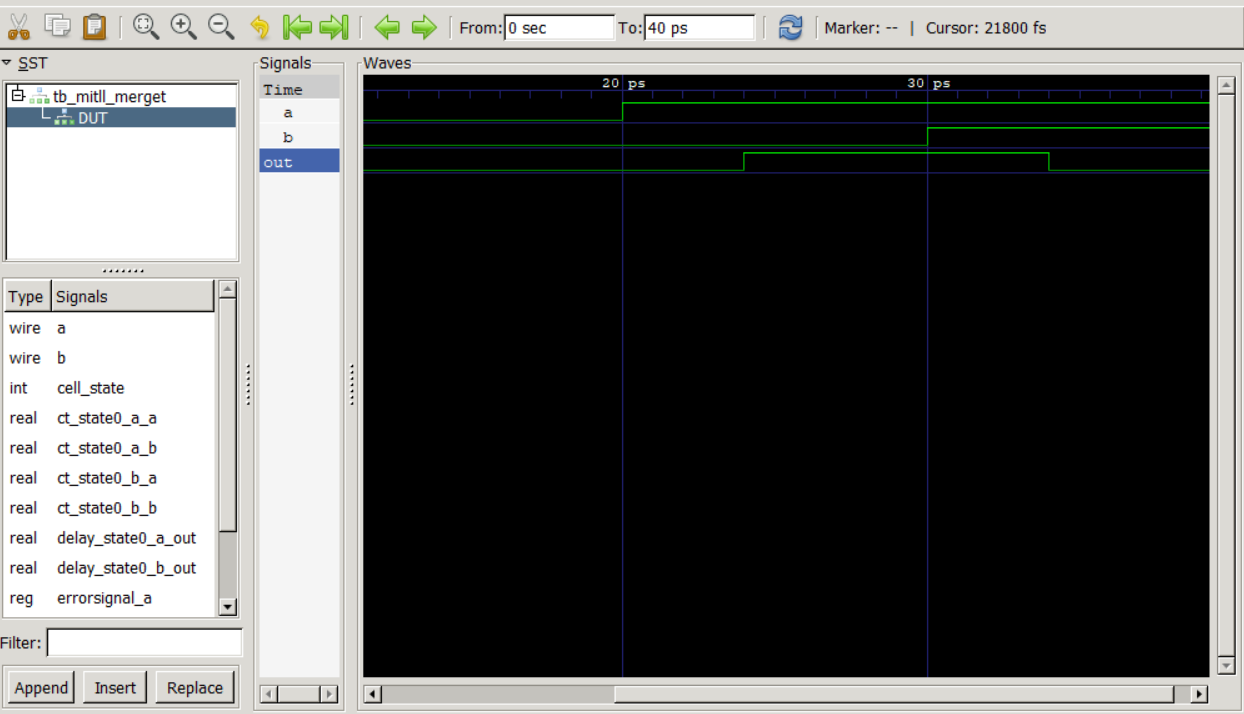 From: 0 sec To: 40 ps Marker: -- | Cursor: 21800 fs
SST
tb_mitll_merget
DUT
Type Signals
wire a
wire b
int cell_state
real ct_state0_a_a
real ct_state0_a_b
real ct_state0_b_a
real ct_state0_b_b
real delay_state0_a_out
real delay_state0_b_out
reg errorsignal_a
Filter:
Append Insert Replace
Signals
Time
a
b
out
Waves
20 ps 30 ps